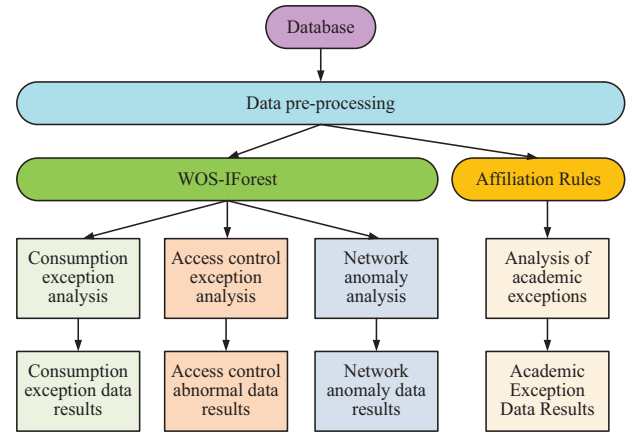 Database
Data pre-processing
WOS-IForest
Affiliation Rules
Consumption
exception
analysis
Access control
exception
analysis
Network
anomaly
analysis
Analysis of
academic
exceptions
Consumption
exception data
results
Access control
abnormal data
results
Network
anomaly data
results
Academic
Exception
Data Results